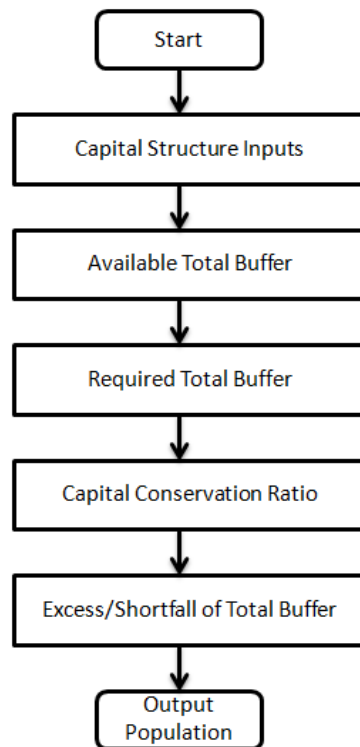 Start
Capital Structure Inputs
Available Total Buffer
Required Total Buffer
Capital Conservation Ratio
Excess/Shortfall of Total Buffer
Output
Population